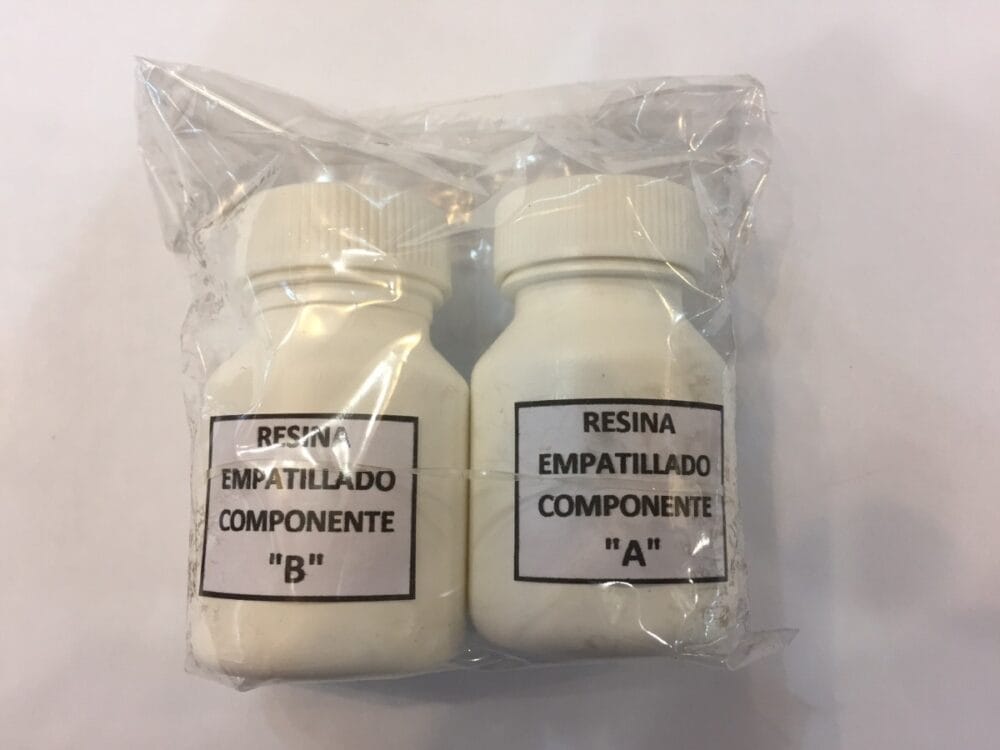 RESINA
EMPATILLADO
COMPONENTE
"B"
RESINA
EMPATILLADO
COMPONENTE
"A"